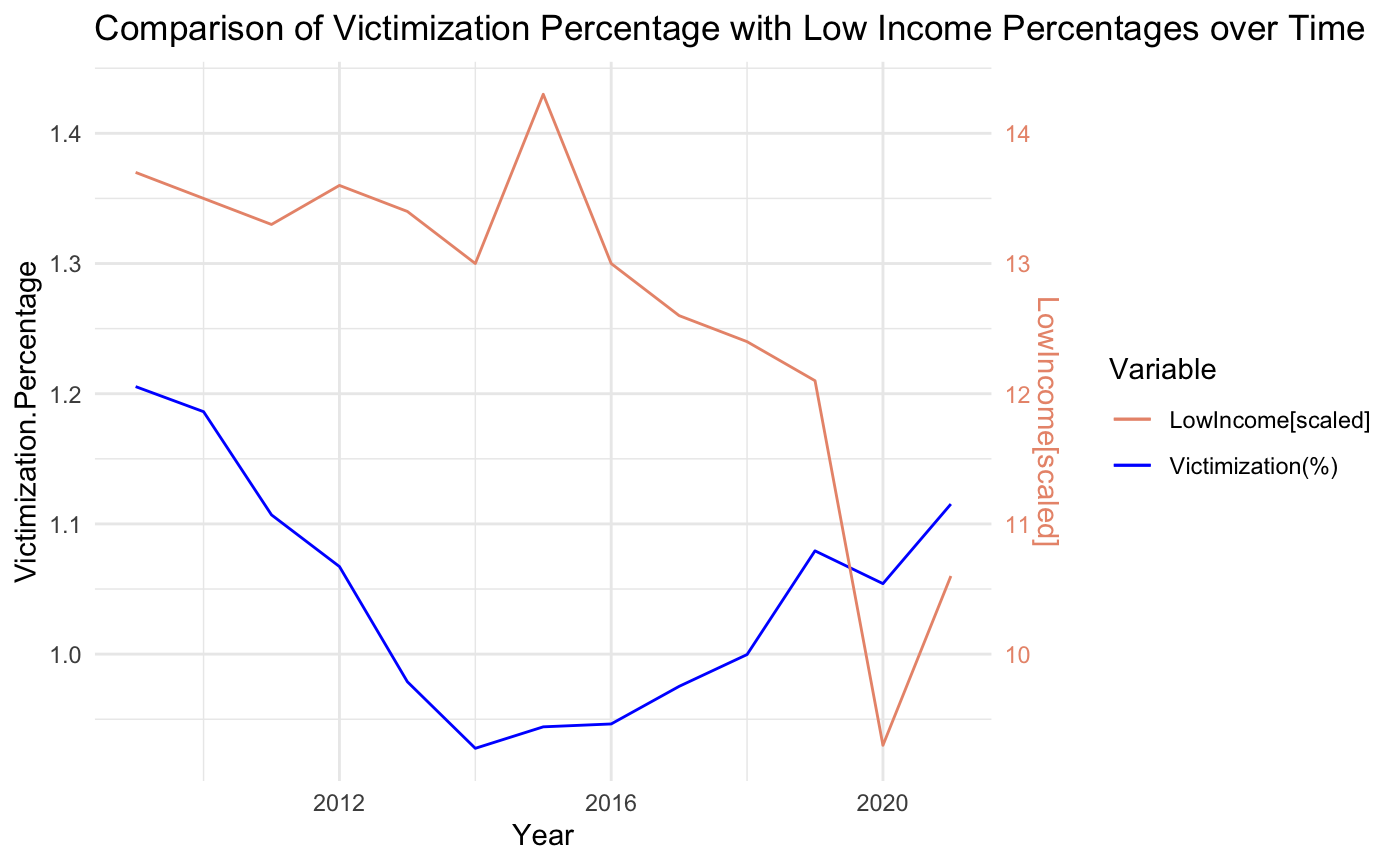 Comparison of Victimization Percentage with Low Income Percentages over Time
Victimization.Percentage
1.4
1.3
1.2
1.1
1.0
14
13
12
11
10
LowIncome[scaled]
2012
2016
2020
Year
Variable
LowIncome[scaled]
Victimization(%)